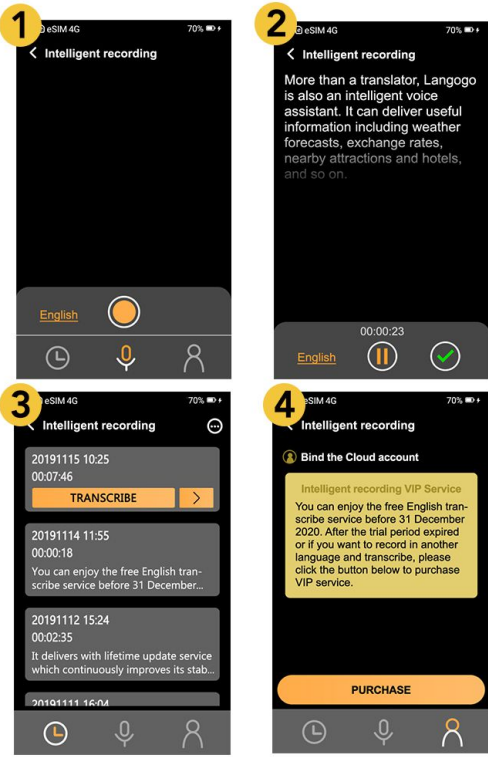 1
eSIM 4G 70%
Intelligent recording
English
2
eSIM 4G 70%
Intelligent recording
More than a translator, Langogo
is also an intelligent voice
assistant. It can deliver useful
information including weather
forecasts, exchange rates,
nearby attractions and hotels,
and so on.
00:00:23
English
3
eSIM 4G 70%
Intelligent recording
20191115 10:25
00:07:46
TRANSCRIBE >
20191114 11:55
00:00:18
You can enjoy the free English tran-
scribe service before 31 December...
20191112 15:24
00:02:35
It delivers with lifetime update service
which continuously improves its stab...
20191111 16:04
4
eSIM 4G 70%
Intelligent recording
Bind the Cloud account
Intelligent recording VIP Service
You can enjoy the free English tran-
scribe service before 31 December
2020. After the trial period expired
or if you want to record in another
language and transcribe, please
click the button below to purchase
VIP service.
PURCHASE